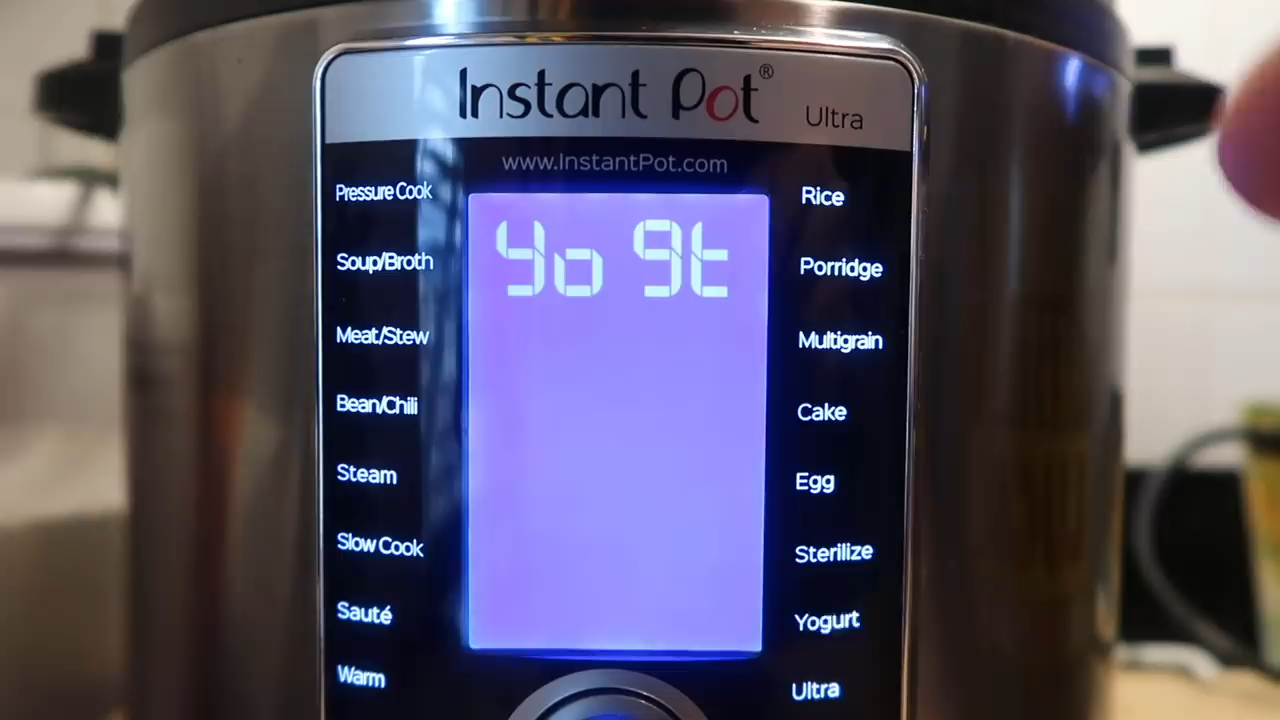 Instant Pot®
Ultra
www.InstantPot.com
Pressure Cook
Soup/Broth
Meat/Stew
Bean/Chili
Steam
Slow Cook
Sauté
Warm
yo gt
Rice
Porridge
Multigrain
Cake
Egg
Sterilize
Yogurt
Ultra